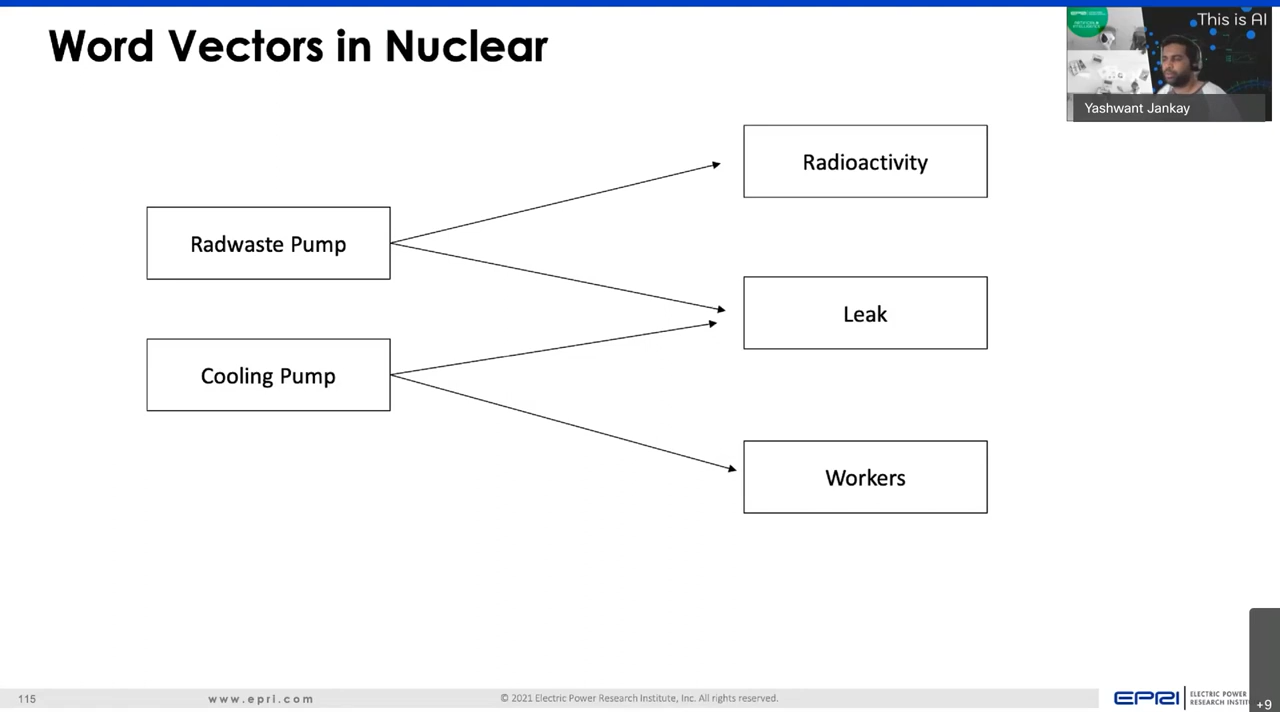 Word Vectors in Nuclear
This is AI
Yashwant Jankay
Radioactivity
Radwaste Pump
Leak
Cooling Pump
Workers
115
www.epri.com
© 2021 Electric Power Research Institute, Inc. All rights reserved.
EPRI
ELECTRIC POWER
RESEARCH INSTIT
+9